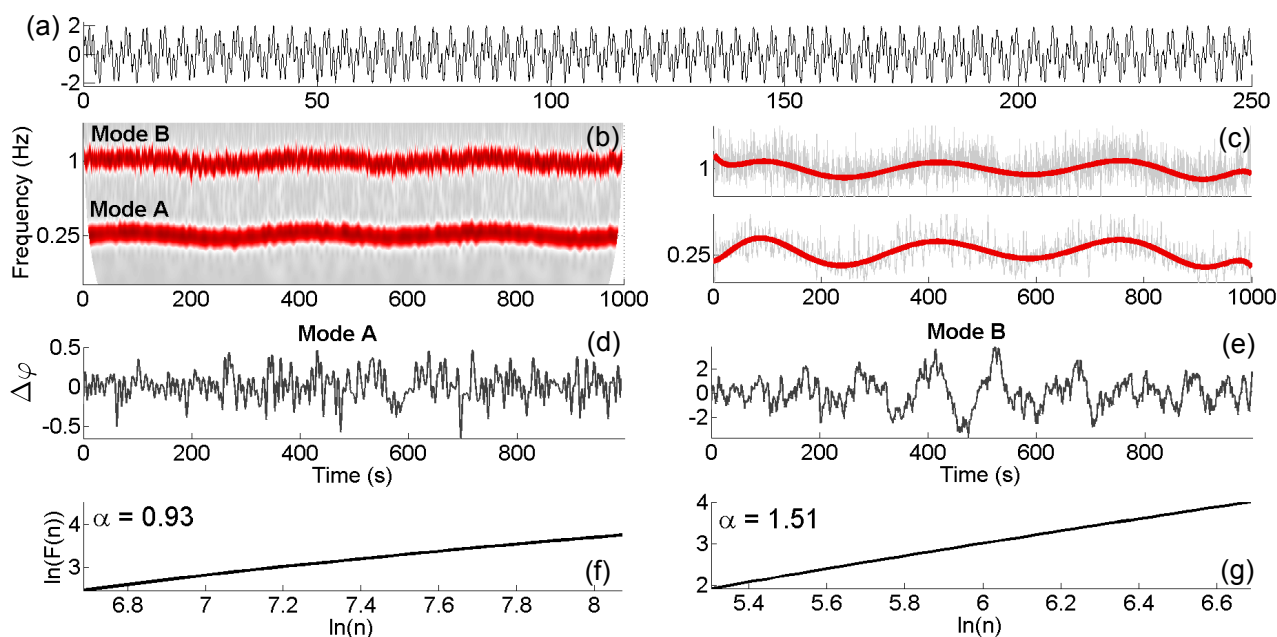 (a)
2
0
-2
0 50 100 150 200 250
Frequency (Hz)
Mode B
(b)
1
Mode A
0.25
0 200 400 600 800 1000
(c)
1
0.25
0 200 400 600 800 1000
Mode A
(d)
Δφ
0.5
0
-0.5
0 200 400 600 800
Time (s)
Mode B
(e)
2
0
-2
0 200 400 600 800
Time (s)
ln(F(n))
4
3
α = 0.93
(f)
6.8 7 7.2 7.4 7.6 7.8 8
ln(n)
4
3
2
α = 1.51
(g)
5.4 5.6 5.8 6 6.2 6.4 6.6
ln(n)